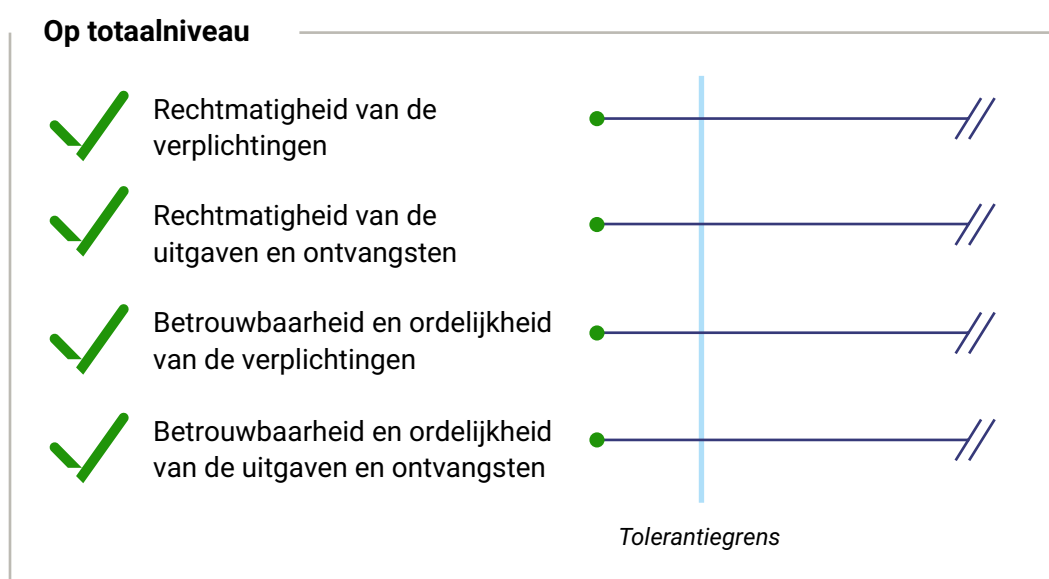 Op totaalniveau
Rechtmatigheid van de
verplichtingen
Rechtmatigheid van de
uitgaven en ontvangsten
Betrouwbaarheid en ordelijkheid
van de verplichtingen
Betrouwbaarheid en ordelijkheid
van de uitgaven en ontvangsten
Tolerantiegrens